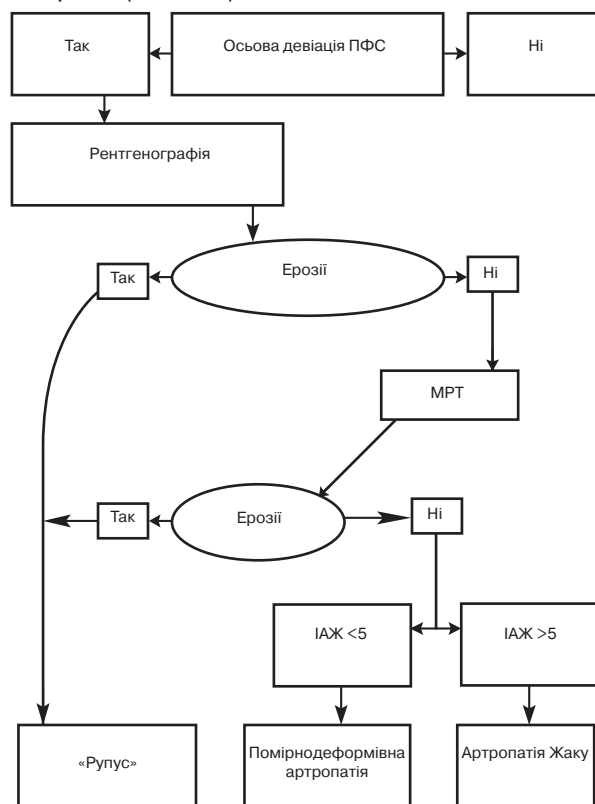 Так
Осьова девіація ПФС
Ні
Рентгенографія
Так
Ерозії
Ні
МРТ
Так
Ерозії
Ні
ІАЖ <5
ІАЖ >5
«Рупус»
Помірнодеформівна
артропатія
Артропатія Жаку